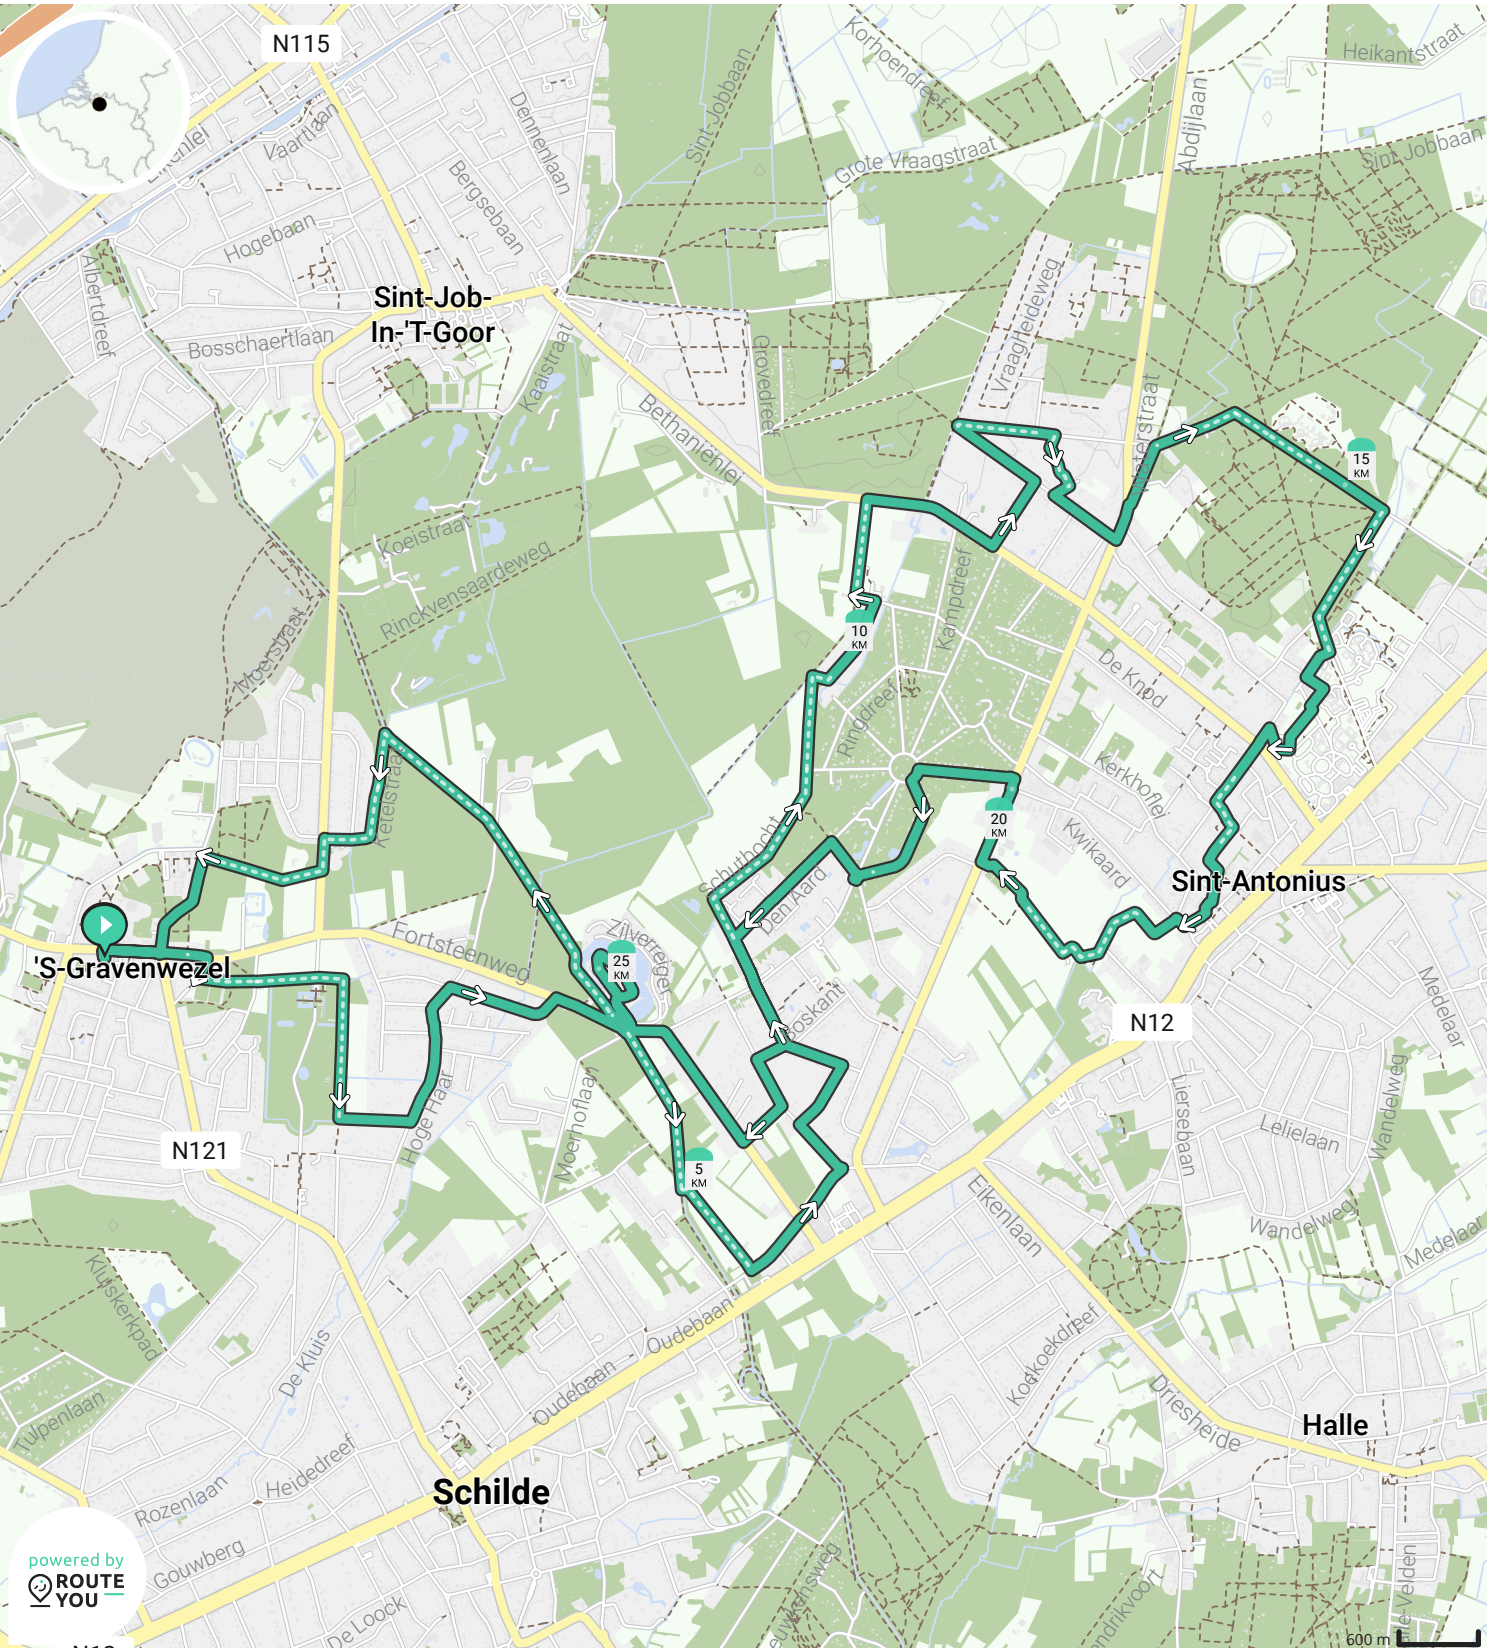 N115
Vaartlaan
Dennenlaan
Bergsebaan
Sint-Jobbaan
Korhoendreef
Heikantstraat
Grote Vraagstraat
Abdijlaan
Sint Jobbaan
Hogebaan
Albertdreef
Sint-Job-
In-'T-Goor
Bosschaertlaan
Kaaistraat
Grovedreef
Vraagheideweg
Bethaniëhlei
15
KM
Koeistraat
Rinckvensaardeweg
Moerstraat
10
KM
Kampdreef
Ringdreef
De Knod
Kerkhoflei
Kwikaard
20
KM
Schuthocht
Den Aard
Sint-Antonius
Fortsteenweg
Zilverreiger
25
KM
'S-Gravenwezel
Boskant
N12
Medelaar
Wandelweg
Liersebaan
Lelielaan
Hoge Haar
Moerhoflaan
N121
5
KM
Eikenlaan
Wandelweg
Medelaar
Kluiskerkpad
De Kluis
Oudebaan
Oudebaan
Koekoekdreef
Driesheide
Halle
Tulpenlaan
Heidedreef
Rozenlaan
Schilde
Gouwberg
De Loock
powered by
ROUTE
YOU
600 m